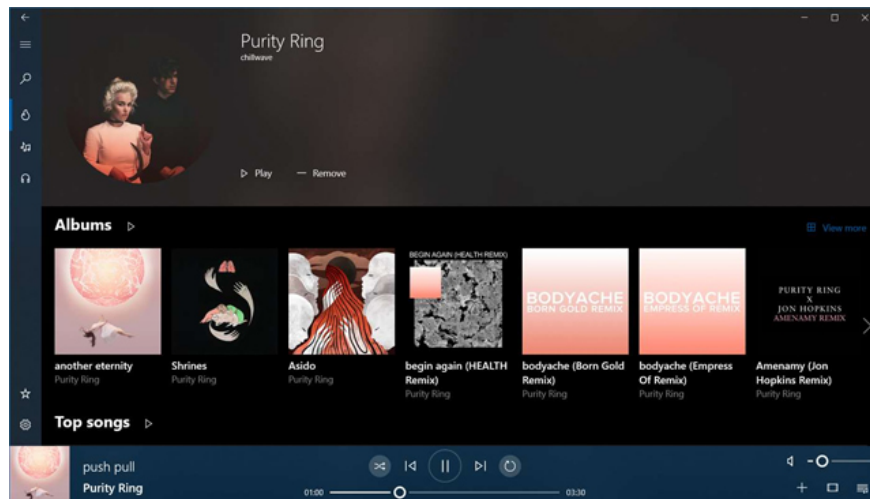 Purity Ring
chillwave
Play
Remove
Albums
View more
BEGIN AGAIN (HEALTH REMIX)
BODYACHE
BORN GOLD REMIX
BODYACHE
EMPRESS OF REMIX
PURITY RING
X
JON HOPKINS
AMENAMY REMIX
another eternity
Purity Ring
Shrines
Purity Ring
Asido
Purity Ring
begin again (HEALTH
Remix)
Purity Ring
bodyache (Born Gold
Remix)
Purity Ring
bodyache (Empress
Of Remix)
Purity Ring
Amenamy (Jon
Hopkins Remix)
Purity Ring
Top songs
push pull
Purity Ring
01:00
03:30